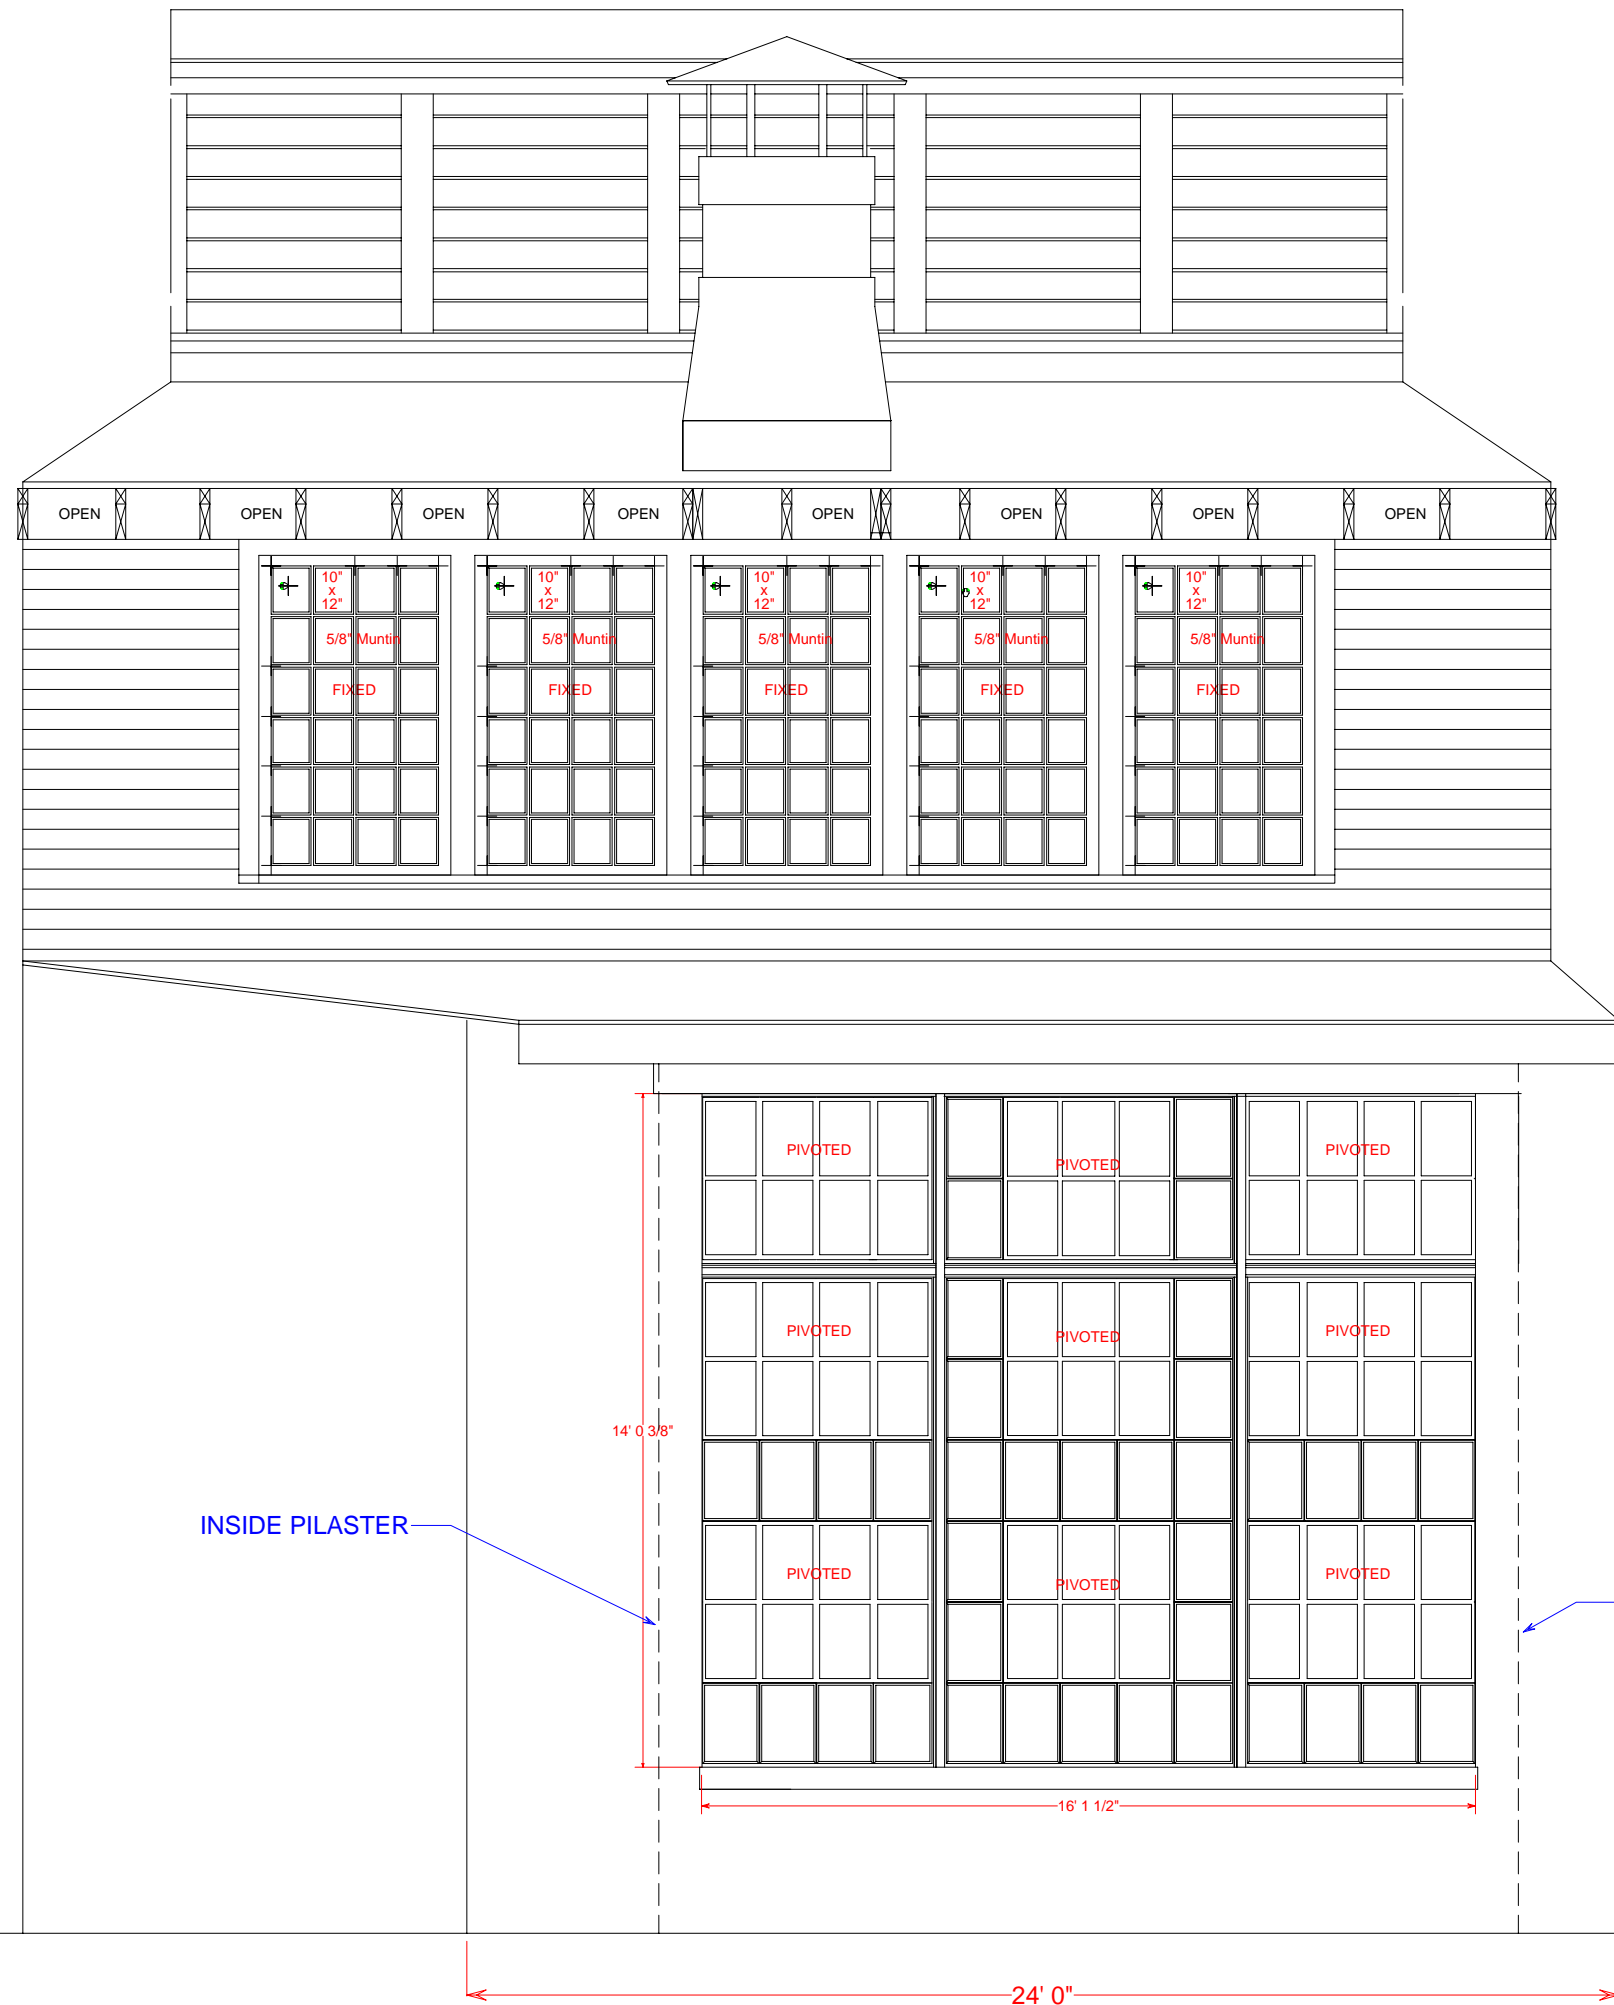 OPEN OPEN OPEN OPEN OPEN OPEN OPEN OPEN
10" 10" 10" 10" 10"
x x x x x
12" 12" 12" 12" 12"
5/8" Muntin 5/8" Muntin 5/8" Muntin 5/8" Muntin 5/8" Muntin
FIXED FIXED FIXED FIXED FIXED
PIVOTED PIVOTED PIVOTED
PIVOTED PIVOTED PIVOTED
14' 0 3/8"
INSIDE PILASTER
PIVOTED PIVOTED PIVOTED
16' 1 1/2"
24' 0"